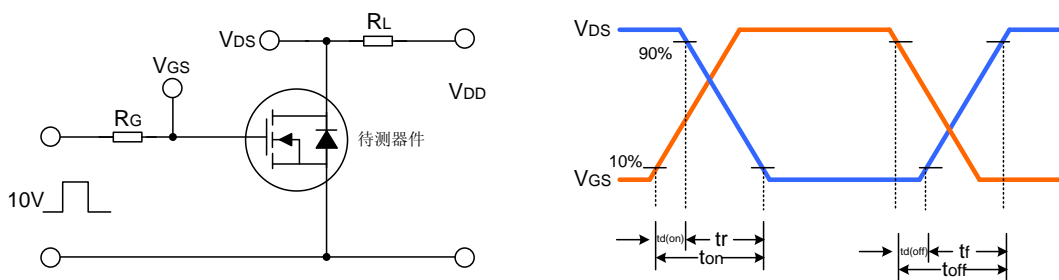 VDS
RL
VGS
RG
VDD
待测器件
10V
VDS
90%
10%
VGS
td(on)
tr
ton
td(off)
tf
toff